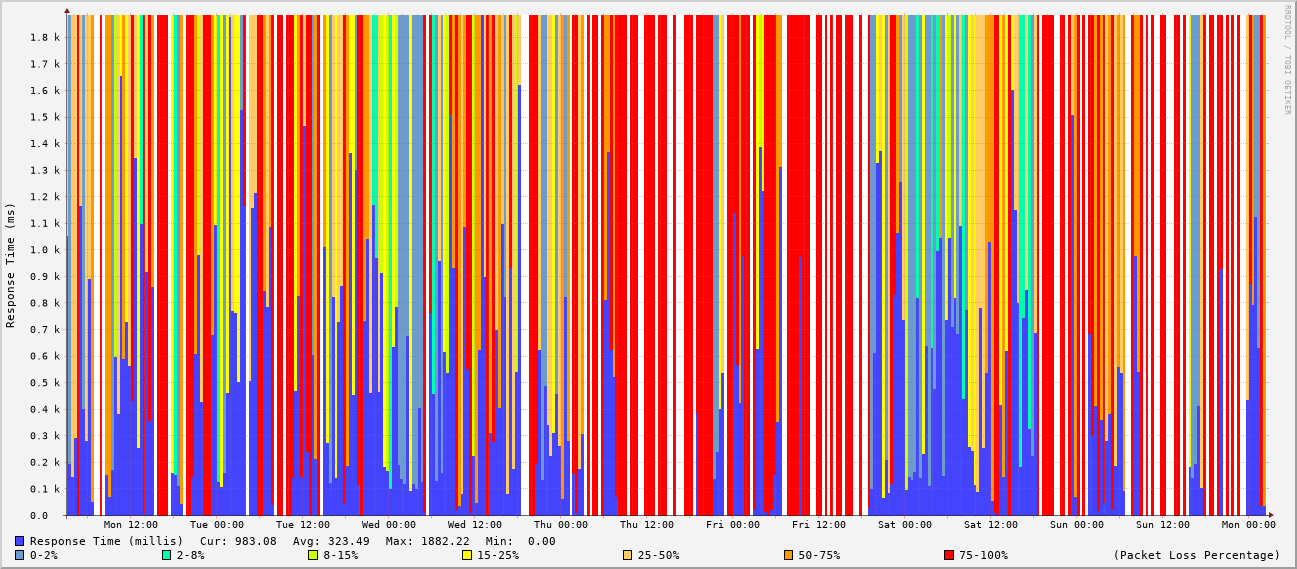 RRDTOOL / TOBI OETIKER
Response Time (ms)
1.8 k
1.7 k
1.6 k
1.5 k
1.4 k
1.3 k
1.2 k
1.1 k
1.0 k
0.9 k
0.8 k
0.7 k
0.6 k
0.5 k
0.4 k
0.3 k
0.2 k
0.1 k
0.0
Mon 12:00 Tue 00:00 Tue 12:00 Wed 00:00 Wed 12:00 Thu 00:00 Thu 12:00 Fri 00:00 Fri 12:00 Sat 00:00 Sat 12:00 Sun 00:00 Sun 12:00 Mon 00:00
Response Time (millis) Cur: 983.08 Avg: 323.49 Max: 1882.22 Min: 0.00
0-2% 2-8% 8-15% 15-25% 25-50% 50-75% 75-100% (Packet Loss Percentage)